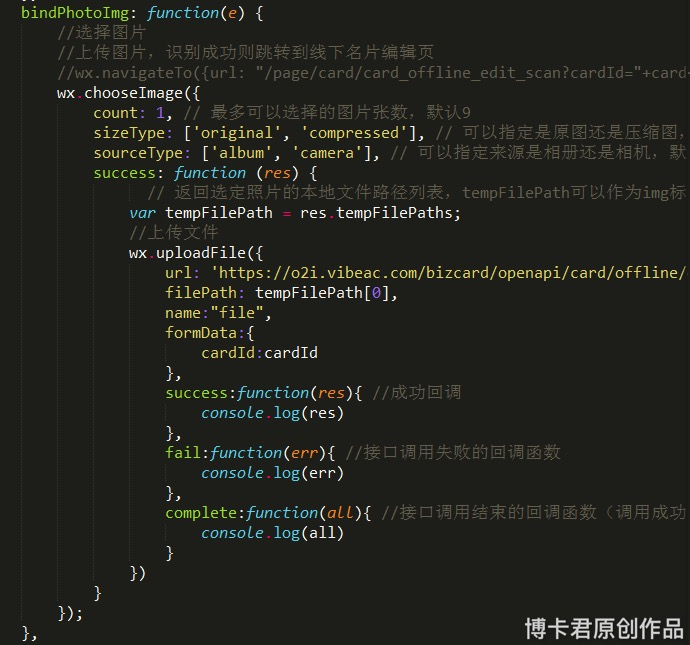 bindPhotoImg: function(e) {
//选择图片
//上传图片，识别成功则跳转到线下名片编辑页
//wx.navigateTo({url: "/page/card/card_offline_edit_scan?cardId="+card
wx.chooseImage({
count: 1, // 最多可以选择的图片张数，默认9
sizeType: ['original', 'compressed'], // 可以指定是原图还是压缩图，
sourceType: ['album', 'camera'], // 可以指定来源是相册还是相机，默
success: function (res) {
// 返回选定照片的本地文件路径列表，tempFilePath可以作为img标
var tempFilePath = res.tempFilePaths;
//上传文件
wx.uploadFile({
url: 'https://o2i.vibeac.com/bizcard/openapi/card/offline/
filePath: tempFilePath[0],
name:"file",
formData:{
cardId:cardId
},
success:function(res){ //成功回调
console.log(res)
},
fail:function(err){ //接口调用失败的回调函数
console.log(err)
},
complete:function(all){ //接口调用结束的回调函数（调用成功
console.log(all)
}
})
}
});
},
博卡君原创作品